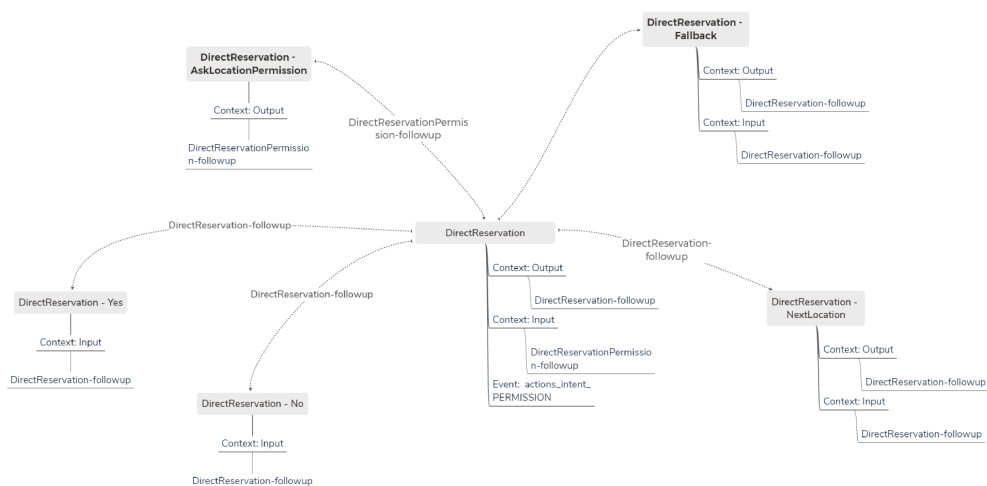 DirectReservation -
Fallback
Context: Output
DirectReservation-followup
Context: Input
DirectReservation-followup
DirectReservation -
AskLocationPermission
Context: Output
DirectReservationPermissio
n-followup
DirectReservationPermis
sion-followup
DirectReservation-followup
DirectReservation-followup
DirectReservation-
followup
DirectReservation
Context: Output
DirectReservation-followup
Context: Input
DirectReservationPermissio
n-followup
Event:  actions_intent_
PERMISSION
DirectReservation - Yes
Context: Input
DirectReservation-followup
DirectReservation - No
Context: Input
DirectReservation-followup
DirectReservation -
NextLocation
Context: Output
DirectReservation-followup
Context: Input
DirectReservation-followup